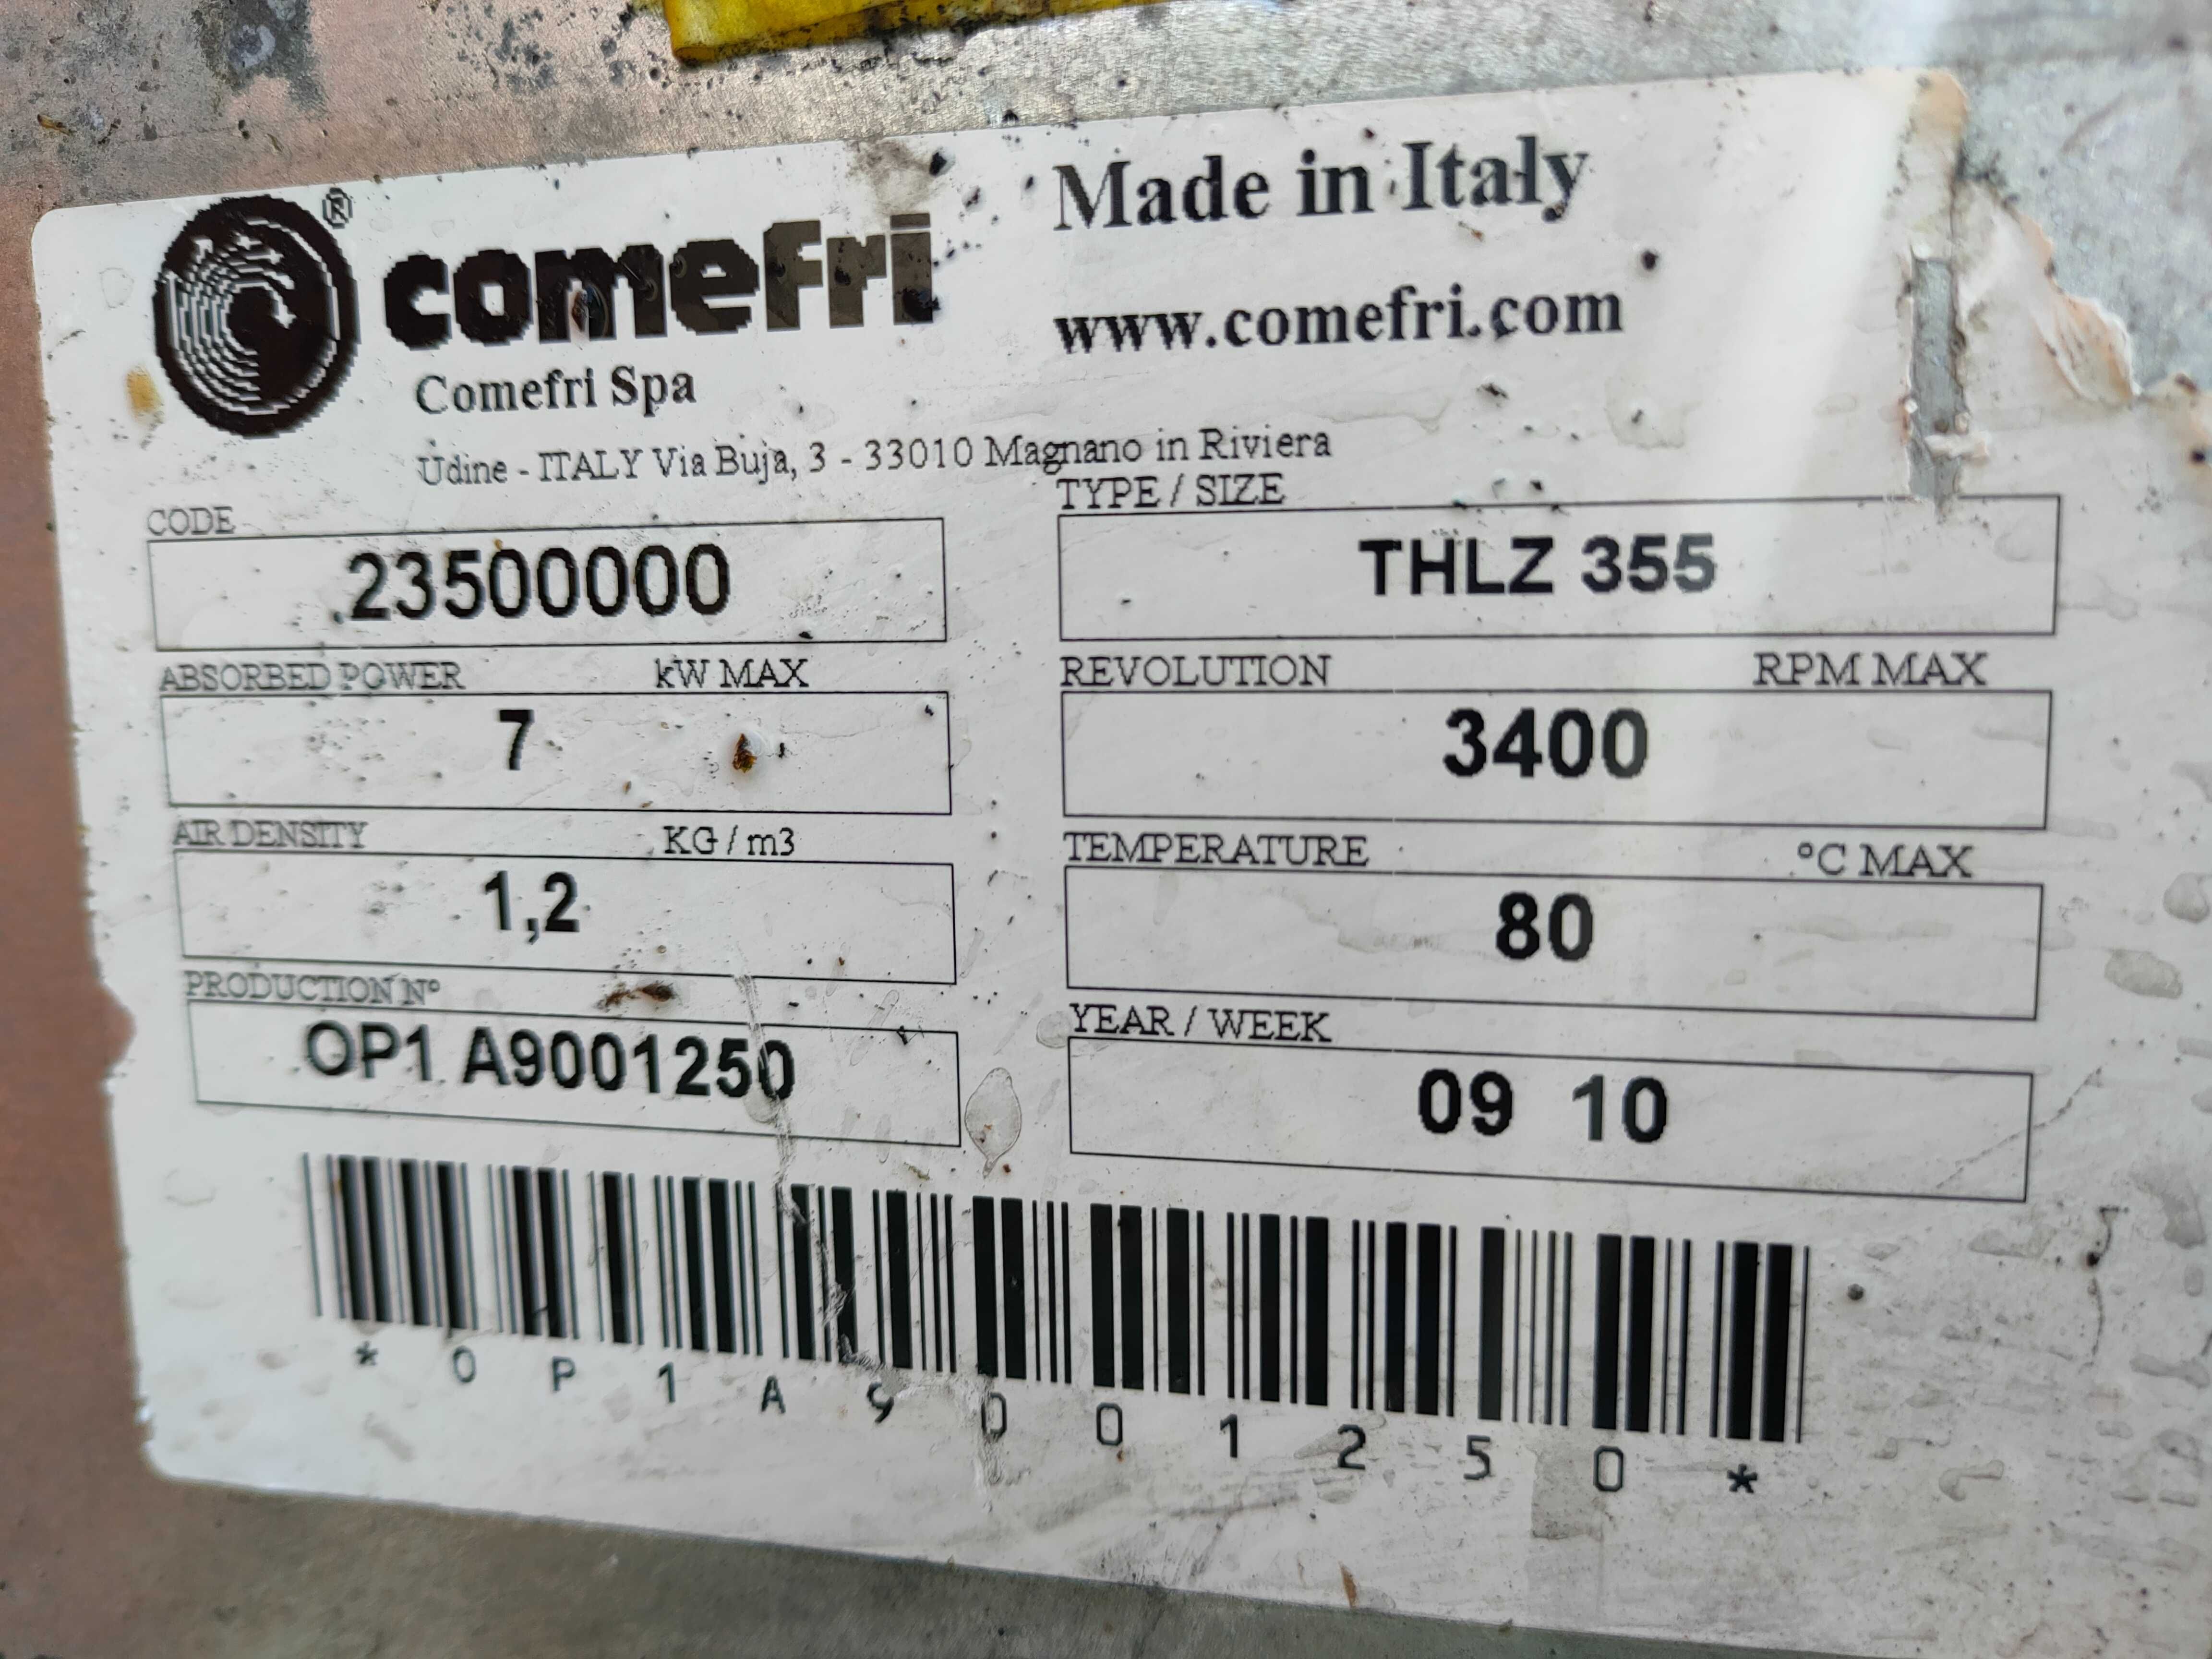 ® comefri
Made in Italy
www.comefri.com
Comefri Spa
Udine - ITALY Via Buja, 3 - 33010 Magnano in Riviera
CODE
23500000
TYPE / SIZE
THLZ 355
ABSORBED POWER kW MAX
7
REVOLUTION RPM MAX
3400
AIR DENSITY KG / m3
1,2
TEMPERATURE °C MAX
80
PRODUCTION N°
OP1 A9001250
YEAR / WEEK
09 10
* O P 1 A 9 0 0 1 2 5 0 *